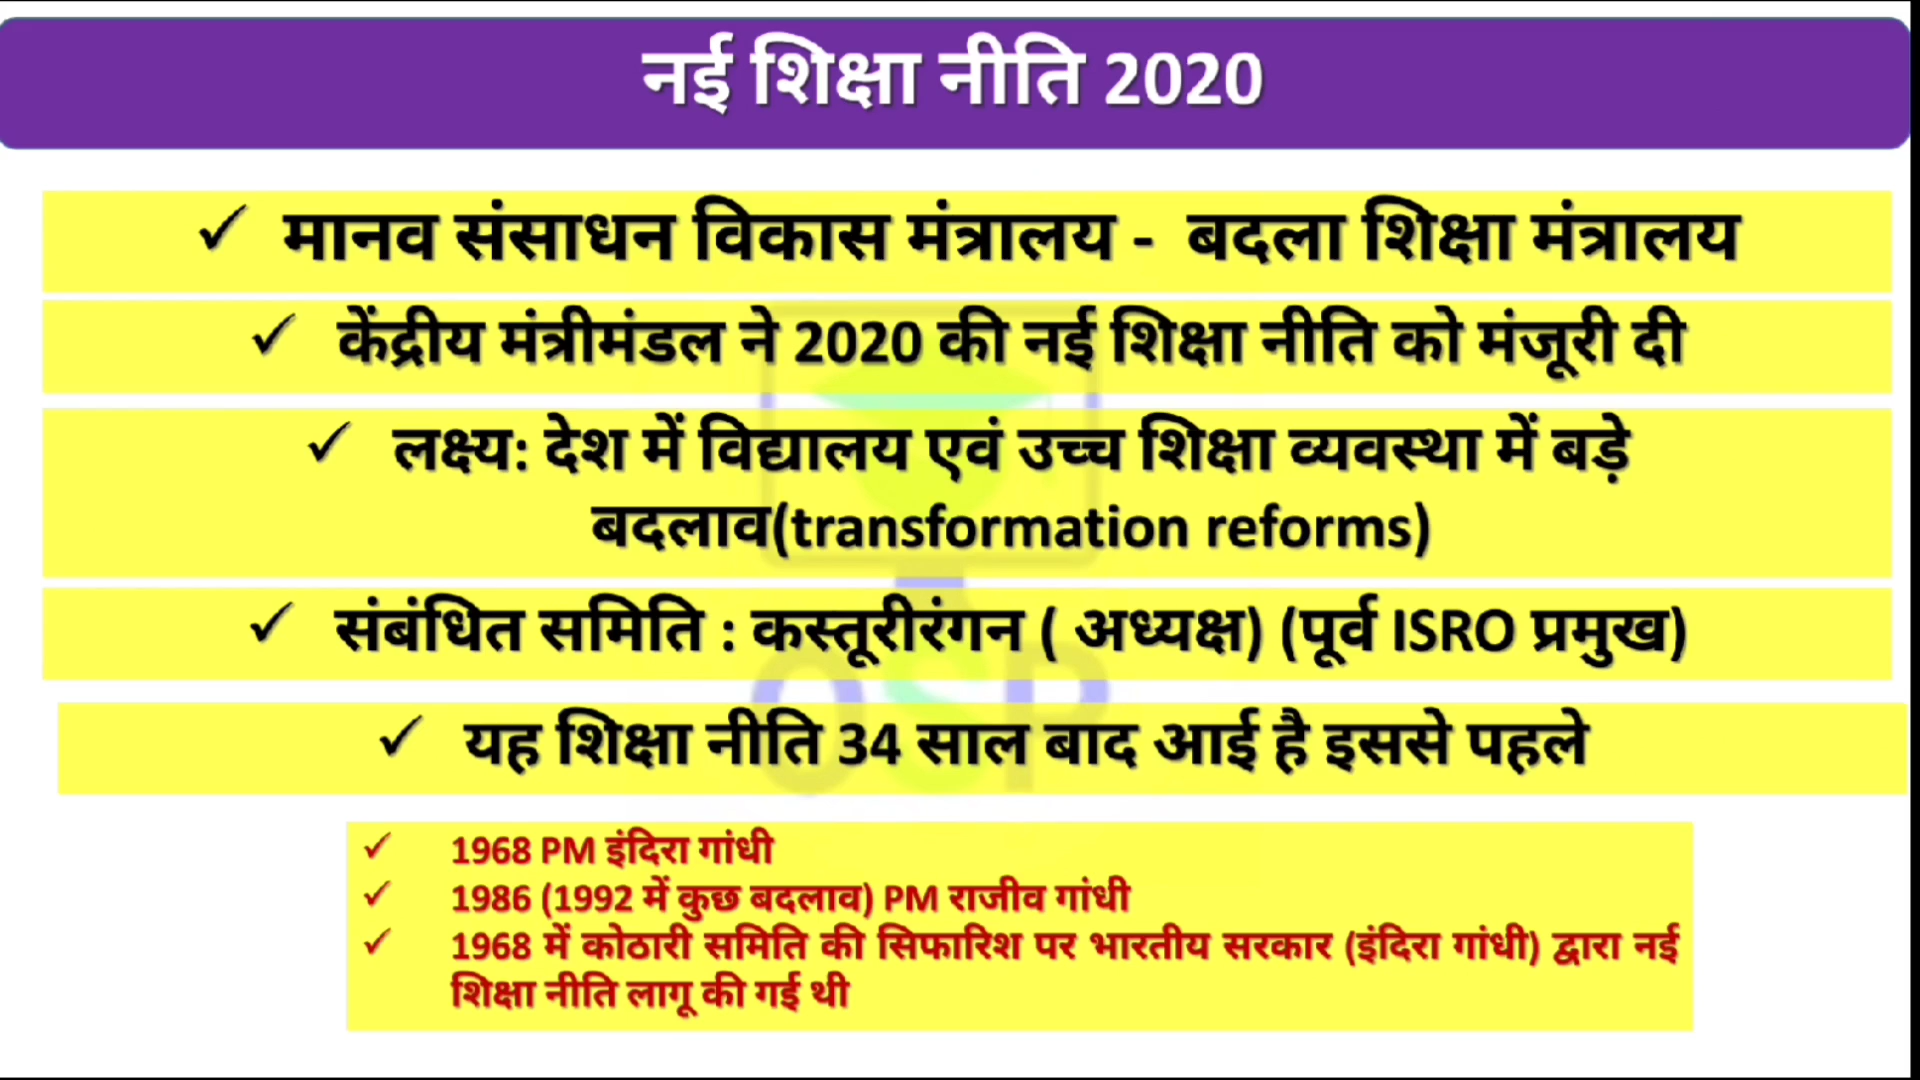 नई शिक्षा नीति 2020
✓ मानव संसाधन विकास मंत्रालय - बदला शिक्षा मंत्रालय
✓ केंद्रीय मंत्रीमंडल ने 2020 की नई शिक्षा नीति को मंजूरी दी
✓ लक्ष्य: देश में विद्यालय एवं उच्च शिक्षा व्यवस्था में बड़े
बदलाव(transformation reforms)
✓ संबंधित समिति : कस्तूरीरंगन ( अध्यक्ष) (पूर्व ISRO प्रमुख)
OSP
✓ यह शिक्षा नीति 34 साल बाद आई है इससे पहले
✓ 1968 PM इंदिरा गांधी
✓ 1986 (1992 में कुछ बदलाव) PM राजीव गांधी
✓ 1968 में कोठारी समिति की सिफारिश पर भारतीय सरकार (इंदिरा गांधी) द्वारा नई
शिक्षा नीति लागू की गई थी